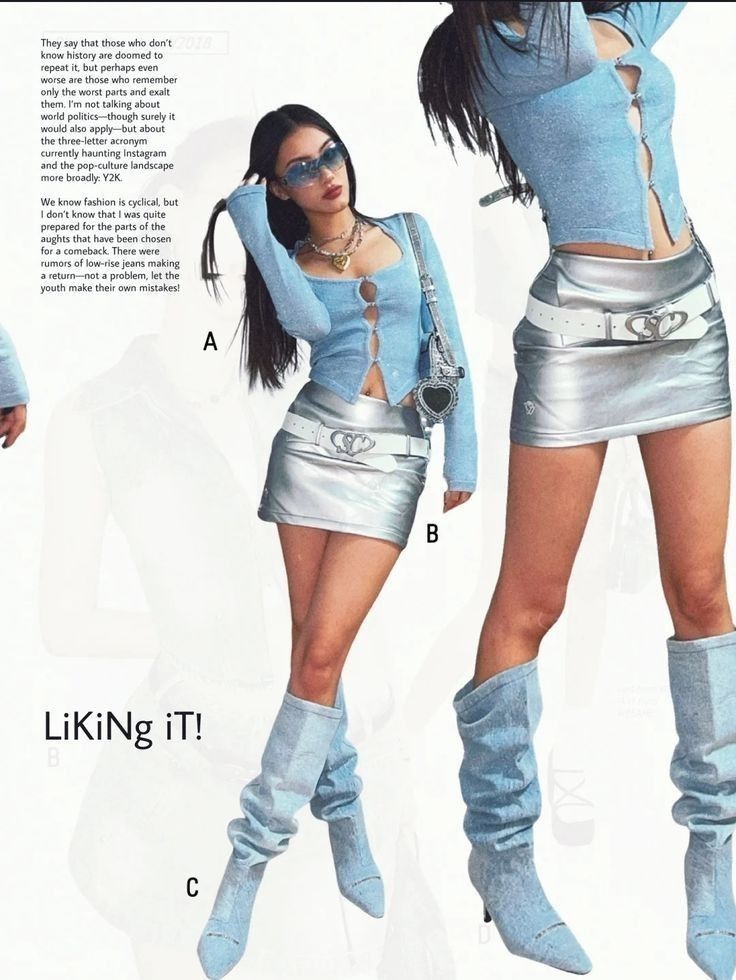 They say that those who don't
know history are doomed to
repeat it, but perhaps even
worse are those who remember
only the worst parts and exalt
them. I'm not talking about
world politics—though surely it
would also apply—but about
the three-letter acronym
currently haunting Instagram
and the pop-culture landscape
more broadly: Y2K.
We know fashion is cyclical, but
I don't know that I was quite
prepared for the parts of the
aughts that have been chosen
for a comeback. There were
rumors of low-rise jeans making
a return—not a problem, let the
youth make their own mistakes!
A
B
LiKiNg iT!
B
C
D